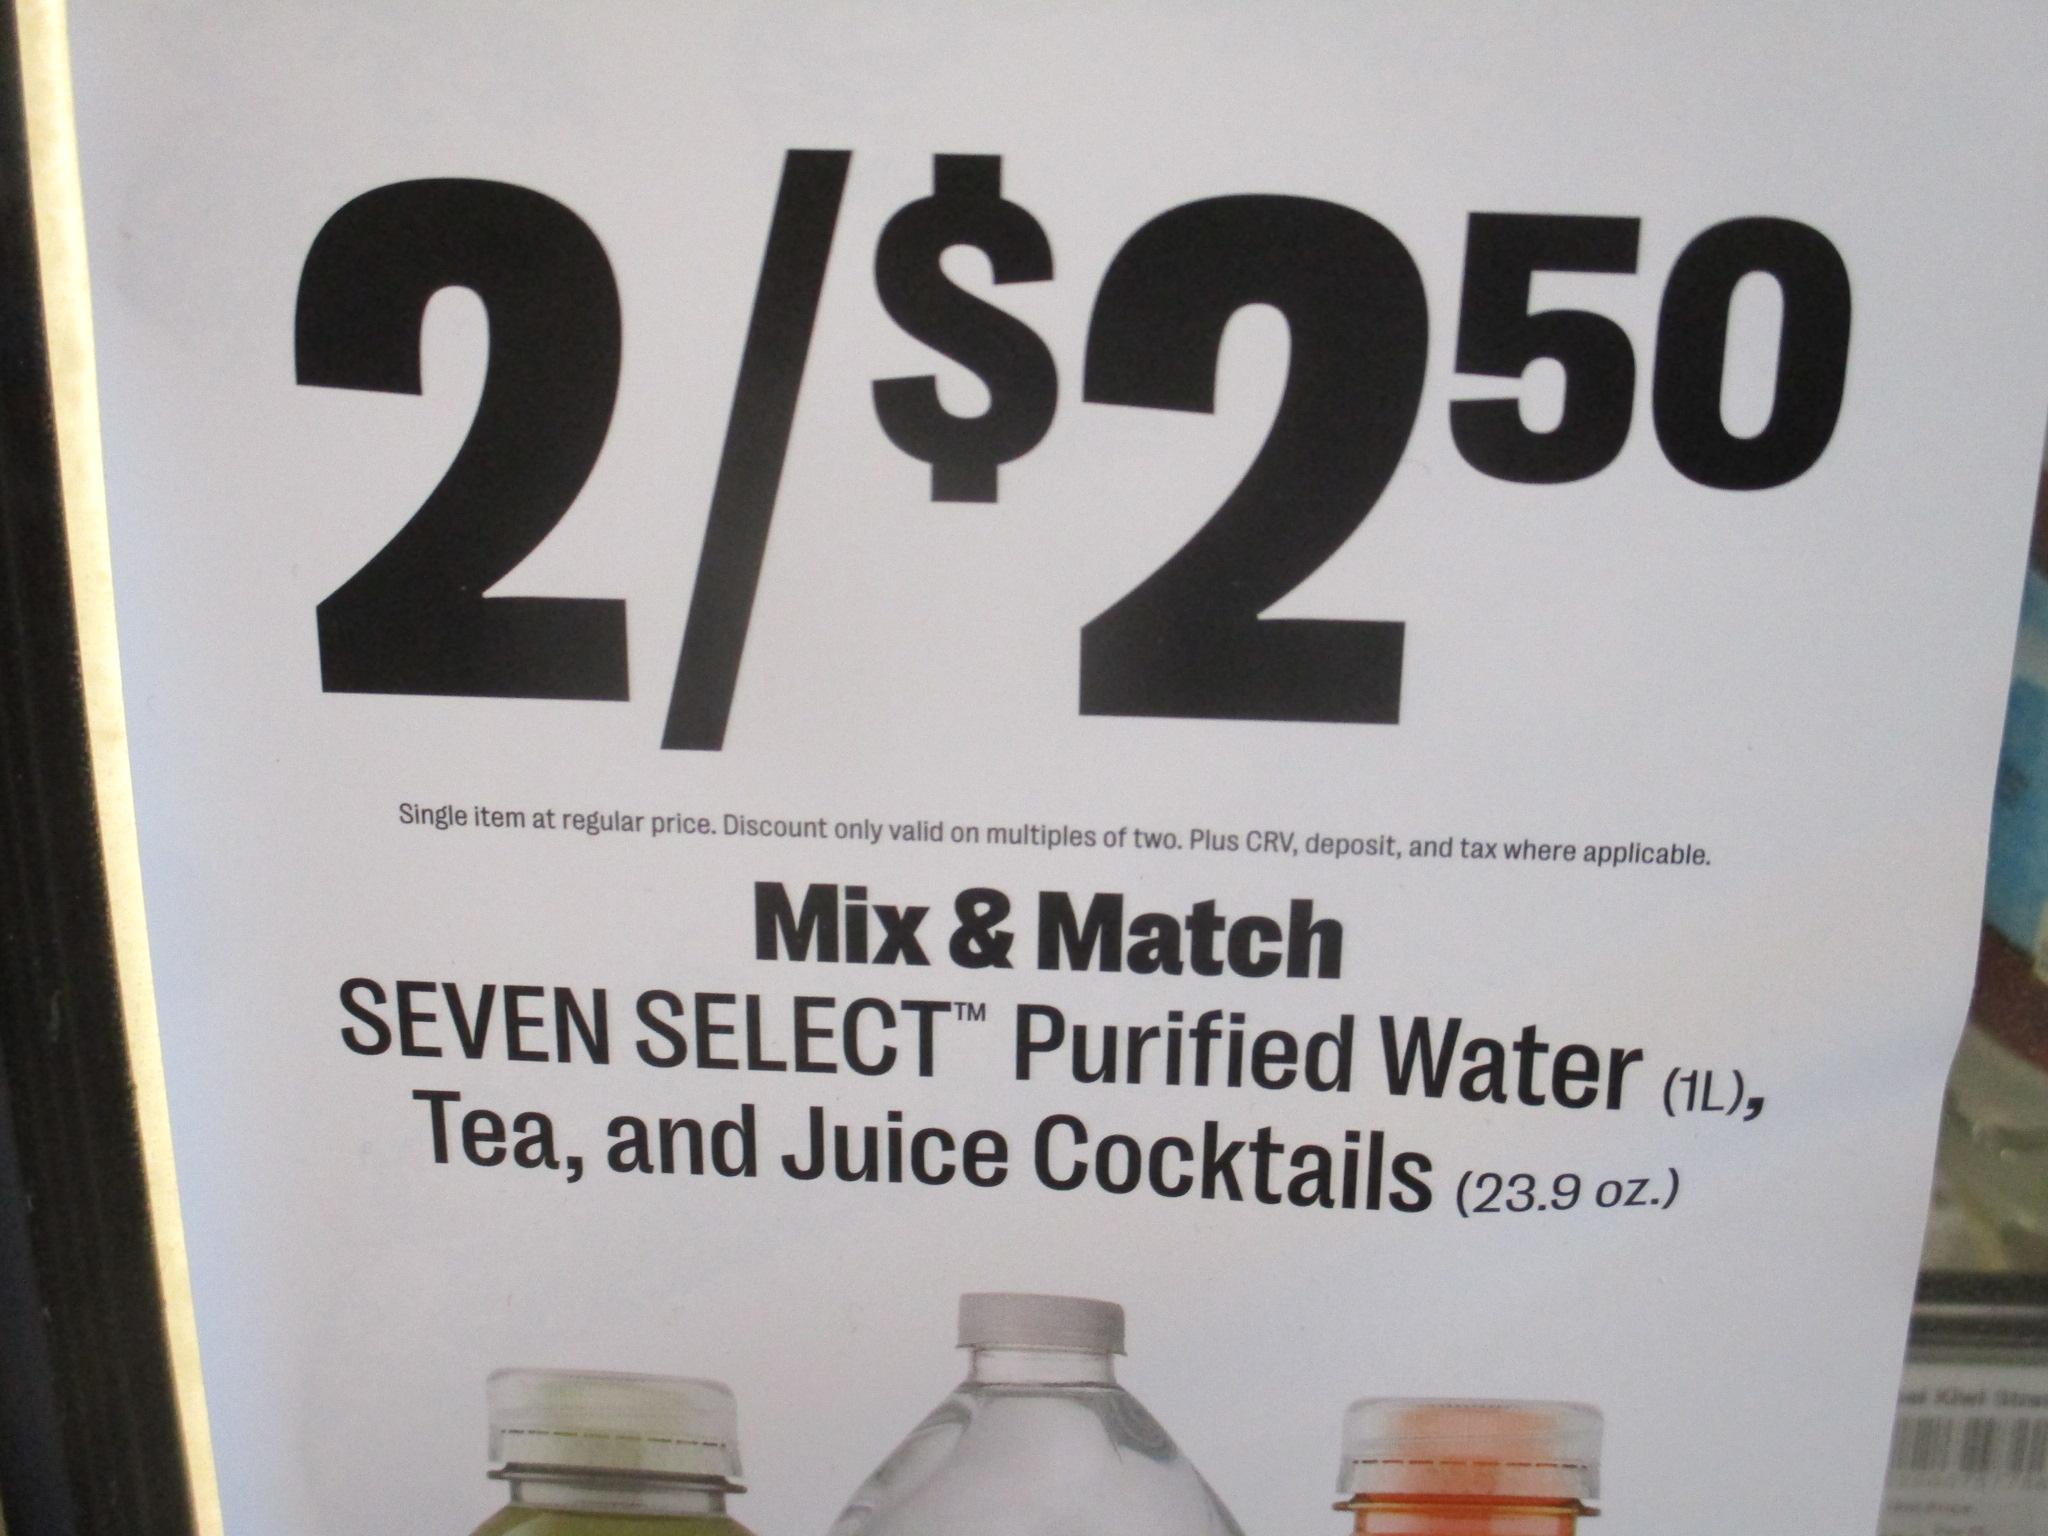 2/$250
Single item at regular price. Discount only valid on multiples of two. Plus CRV, deposit, and tax where applicable.
Mix & Match
SEVEN SELECT™ Purified Water (1L),
Tea, and Juice Cocktails (23.9 oz.)
Kiwi